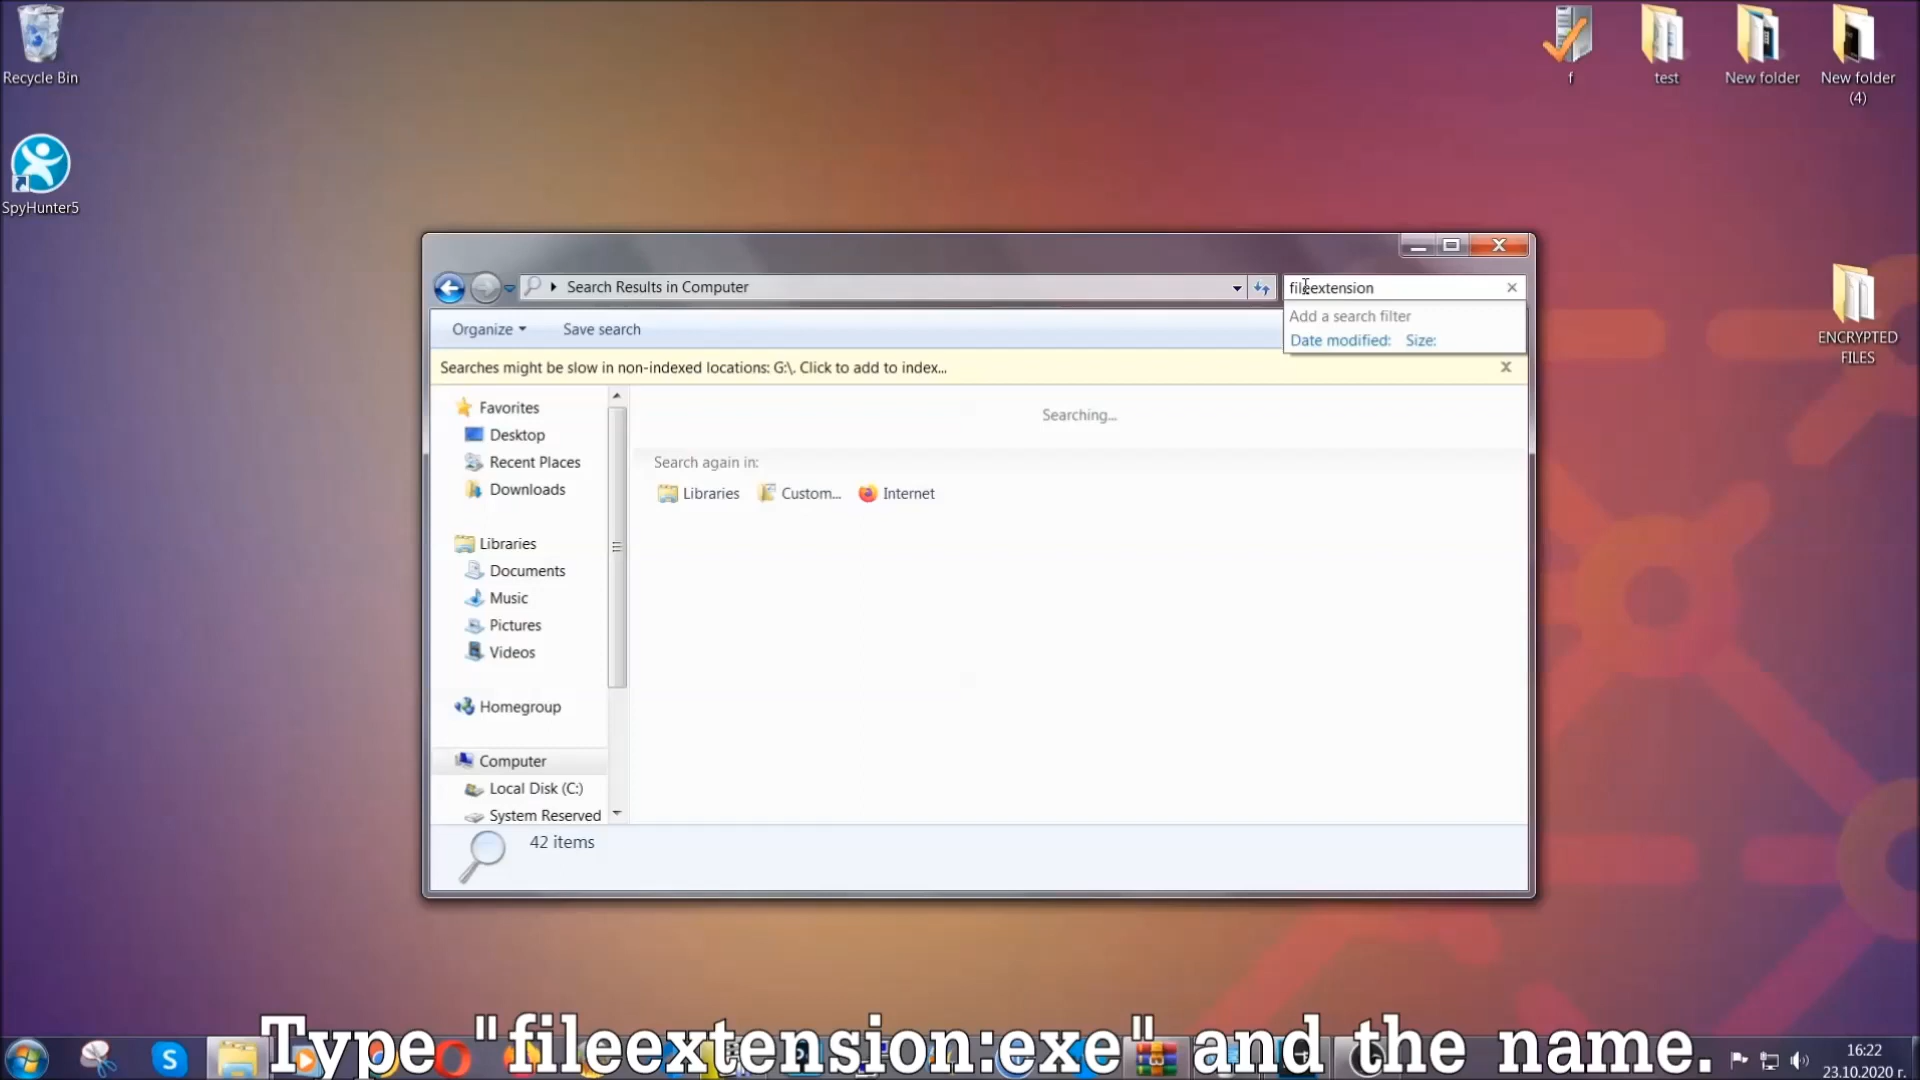 Recycle Bin
SpyHunter5
f
test
New folder
New folder
(4)
ENCRYPTED
FILES
Search Results in Computer
fileextension
Add a search filter
Date modified: Size:
Organize
Save search
Searches might be slow in non-indexed locations: G:\. Click to add to index...
Favorites
Desktop
Recent Places
Downloads
Libraries
Documents
Music
Pictures
Videos
Homegroup
Computer
Local Disk (C:)
System Reserved
Searching...
Search again in:
Libraries Custom... Internet
42 items
Type "fileextension:exe" and the name.
16:22
23.10.2020 г.